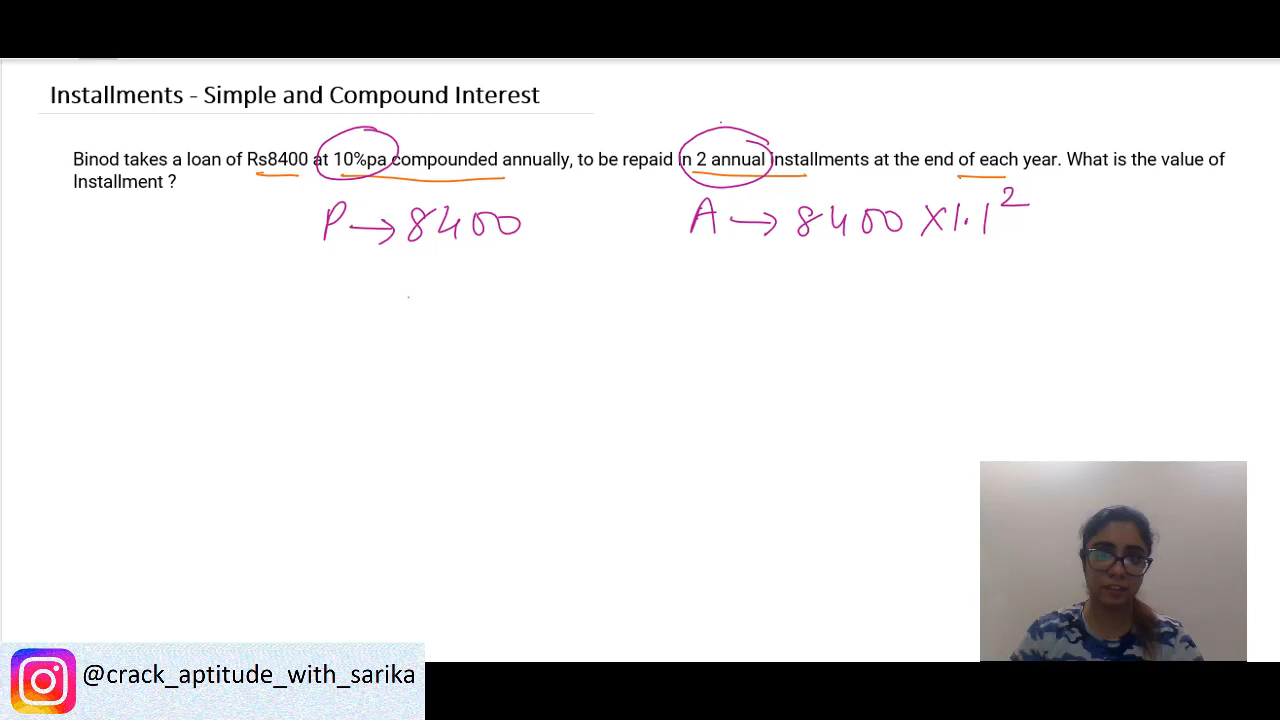 Installments - Simple and Compound Interest
Binod takes a loan of Rs8400 at 10%pa compounded annually, to be repaid in 2 annual installments at the end of each year. What is the value of
Installment ?
P → 8400
A → 8400 X 1.1²
@crack_aptitude_with_sarika